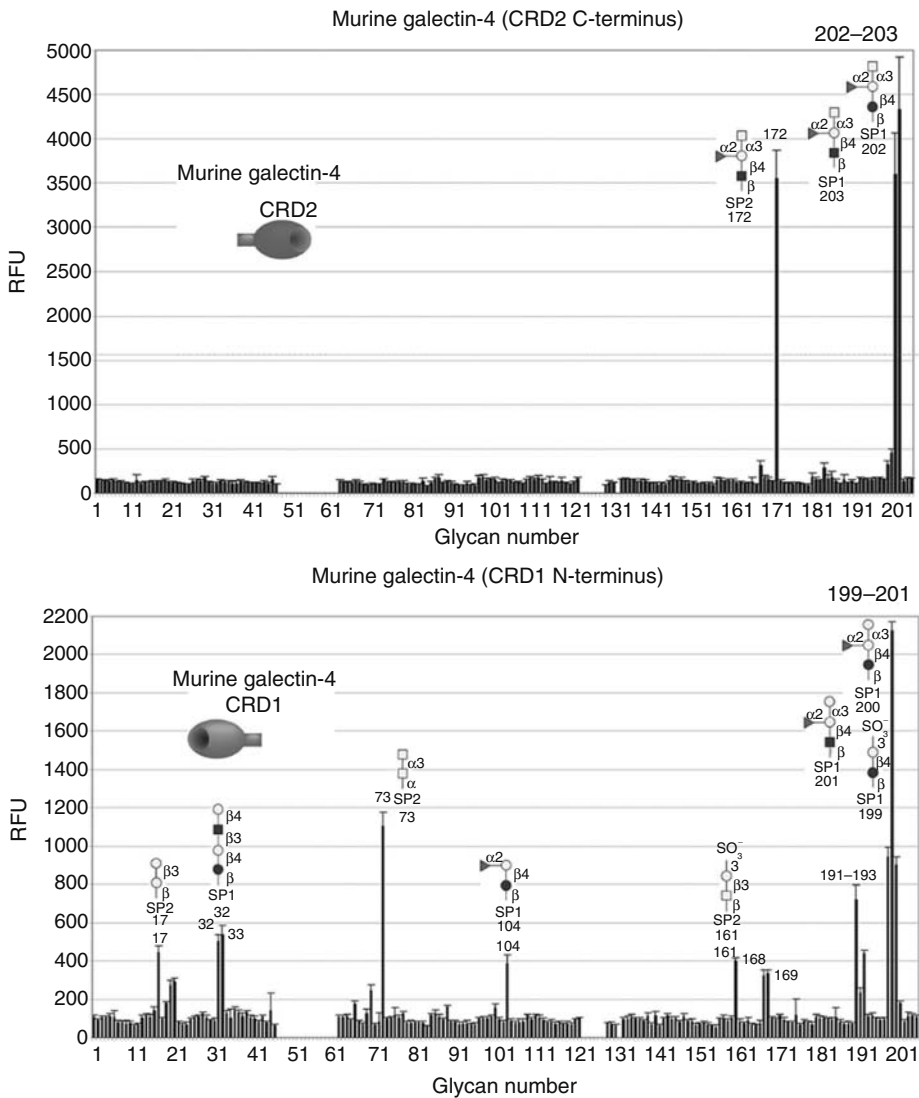 Murine galectin-4 (CRD2 C-terminus)
202–203
5000
4500
4000
3500
3000
2500
2000
1500
1000
500
0
RFU
Murine galectin-4
CRD2
α2 α3
β4
β
SP2
172
172
α2 α3
β4
β
SP1
203
α2 α3
β4
β
SP1
202
1 11 21 31 41 51 61 71 81 91 101 111 121 131 141 151 161 171 181 191 201
Glycan number
Murine galectin-4 (CRD1 N-terminus)
199–201
2200
2000
1800
1600
1400
1200
1000
800
600
400
200
0
RFU
Murine galectin-4
CRD1
β3
β
SP2
17
17
β4
β3
β4
β
SP1
32
32
33
α3
α
SP2
73
73
α2
β4
β
SP1
104
104
SO3−
3
β3
β
SP2
161
161
168
169
191–193
α2 α3
β4
β
SP1
201
α2 α3
β4
β
SP1
200
SO3−
3
β4
β
SP1
199
1 11 21 31 41 51 61 71 81 91 101 111 121 131 141 151 161 171 181 191 201
Glycan number